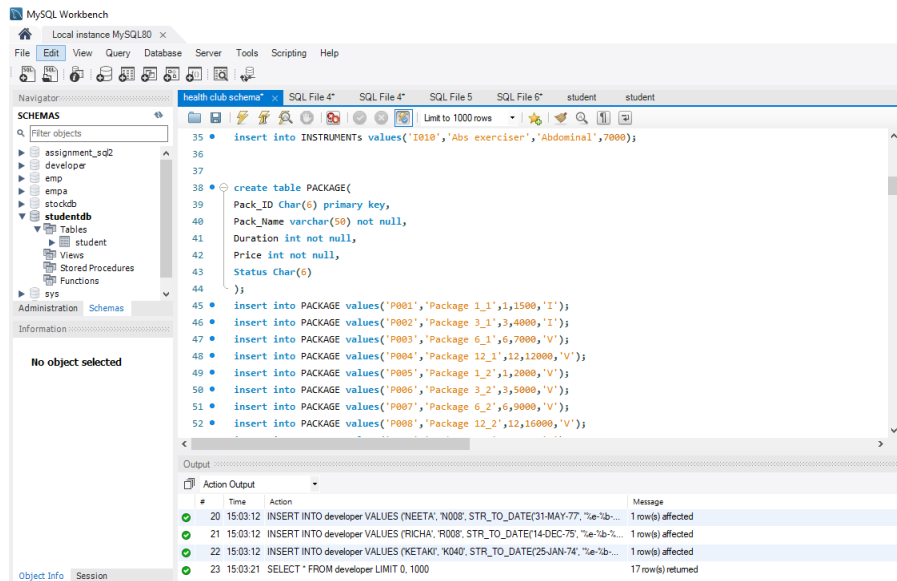 MySQL Workbench
Local instance MySQL80
File Edit View Query Database Server Tools Scripting Help
Navigator
SCHEMAS
Filter objects
assignment_sql2
developer
emp
empa
stockdb
studentdb
Tables
student
Views
Stored Procedures
Functions
sys
Administration Schemas
Information
No object selected
Object Info Session
health club schema* SQL File 4* SQL File 4* SQL File 5 SQL File 6* student student
Limit to 1000 rows
35 insert into INSTRUMENTs values('I010','Abs exerciser','Abdominal',7000);
36
37
38 create table PACKAGE(
39 Pack_ID Char(6) primary key,
40 Pack_Name varchar(50) not null,
41 Duration int not null,
42 Price int not null,
43 Status Char(6)
44 );
45 insert into PACKAGE values('P001','Package 1_1',1,1500,'I');
46 insert into PACKAGE values('P002','Package 3_1',3,4000,'I');
47 insert into PACKAGE values('P003','Package 6_1',6,7000,'V');
48 insert into PACKAGE values('P004','Package 12_1',12,12000,'V');
49 insert into PACKAGE values('P005','Package 1_2',1,2000,'V');
50 insert into PACKAGE values('P006','Package 3_2',3,5000,'V');
51 insert into PACKAGE values('P007','Package 6_2',6,9000,'V');
52 insert into PACKAGE values('P008','Package 12_2',12,16000,'V');
Output
Action Output
# Time Action Message
20 15:03:12 INSERT INTO developer VALUES ('NEETA', 'N008', STR_TO_DATE('31-MAY-77', '%e-%b-... 1 row(s) affected
21 15:03:12 INSERT INTO developer VALUES ('RICHA', 'R008', STR_TO_DATE('14-DEC-75', '%e-%b-%... 1 row(s) affected
22 15:03:12 INSERT INTO developer VALUES ('KETAKI', 'K040', STR_TO_DATE('25-JAN-74', '%e-%b-... 1 row(s) affected
23 15:03:21 SELECT * FROM developer LIMIT 0, 1000 17 row(s) returned